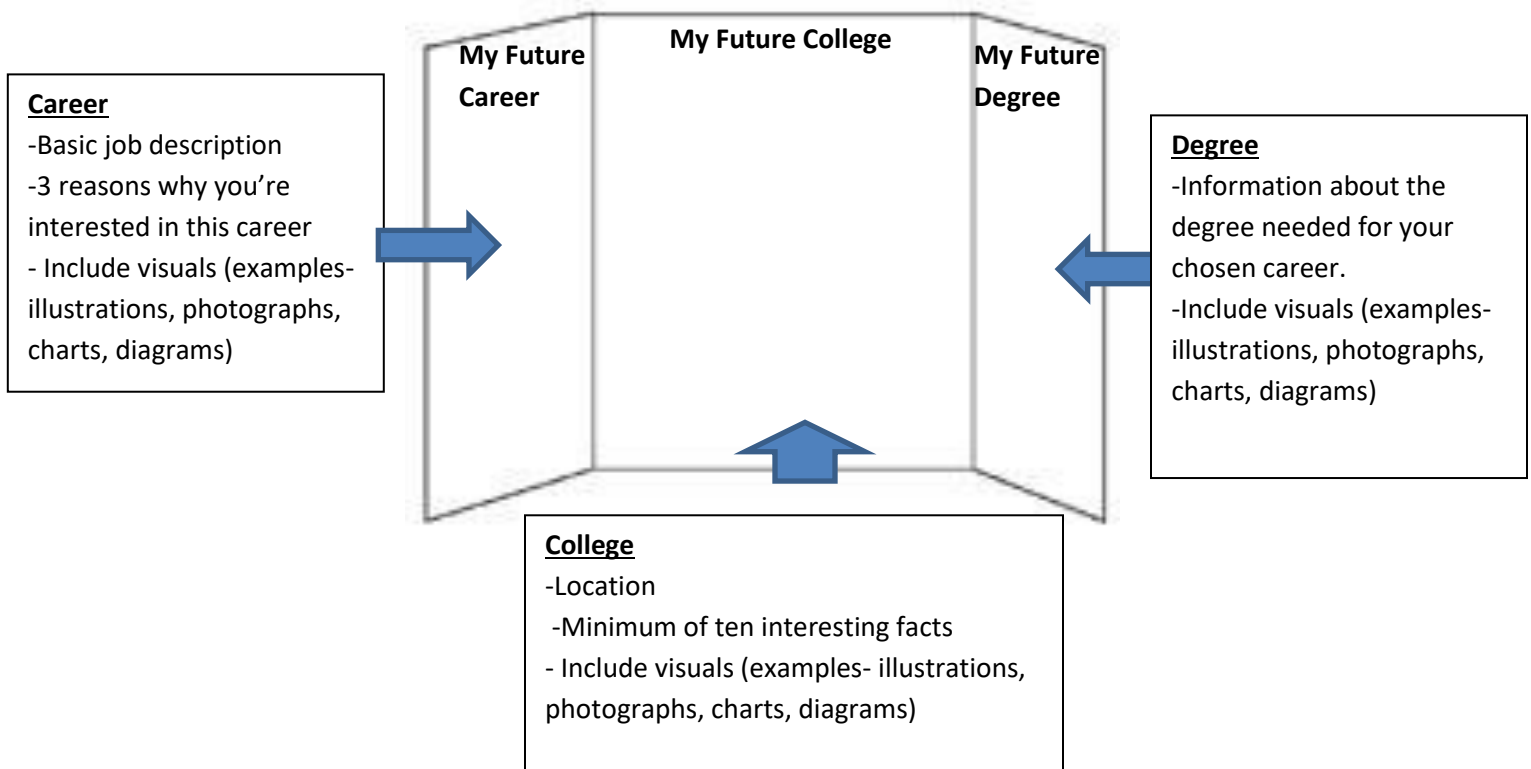 My Future
Career
My Future College
My Future
Degree
Career
-Basic job description
-3 reasons why you’re
interested in this career
- Include visuals (examples-
illustrations, photographs,
charts, diagrams)
Degree
-Information about the
degree needed for your
chosen career.
-Include visuals (examples-
illustrations, photographs,
charts, diagrams)
College
-Location
-Minimum of ten interesting facts
- Include visuals (examples- illustrations,
photographs, charts, diagrams)